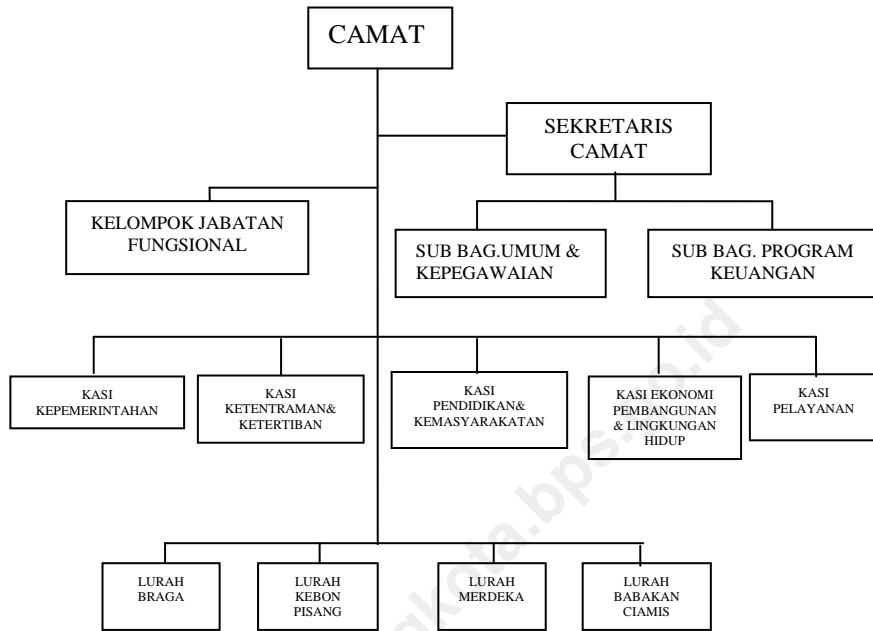 CAMAT
SEKRETARIS
CAMAT
KELOMPOK JABATAN
FUNGSIONAL
SUB BAG.UMUM &
KEPEGAWAIAN
SUB BAG. PROGRAM
KEUANGAN
KASI
KEPEMERINTAHAN
KASI
KETENTRAMAN&
KETERTIBAN
KASI
PENDIDIKAN&
KEMASYARAKATAN
KASI EKONOMI
PEMBANGUNAN
& LINGKUNGAN
HIDUP
KASI
PELAYANAN
LURAH
BRAGA
LURAH
KEBON
PISANG
LURAH
MERDEKA
LURAH
BABAKAN
CIAMIS